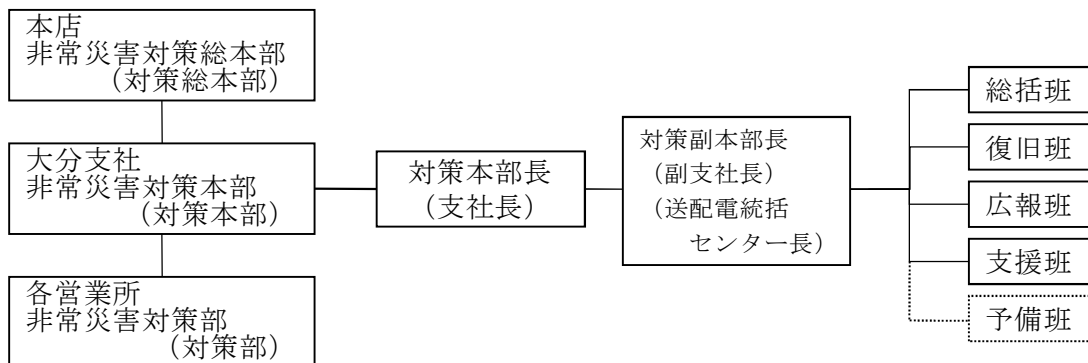 本店
非常災害対策総本部
(対策総本部)
大分支社
非常災害対策本部
(対策本部)
各営業所
非常災害対策部
(対策部)
対策本部長
(支社長)
対策副本部長
(副支社長)
(送配電統括
センター長)
総括班
復旧班
広報班
支援班
予備班